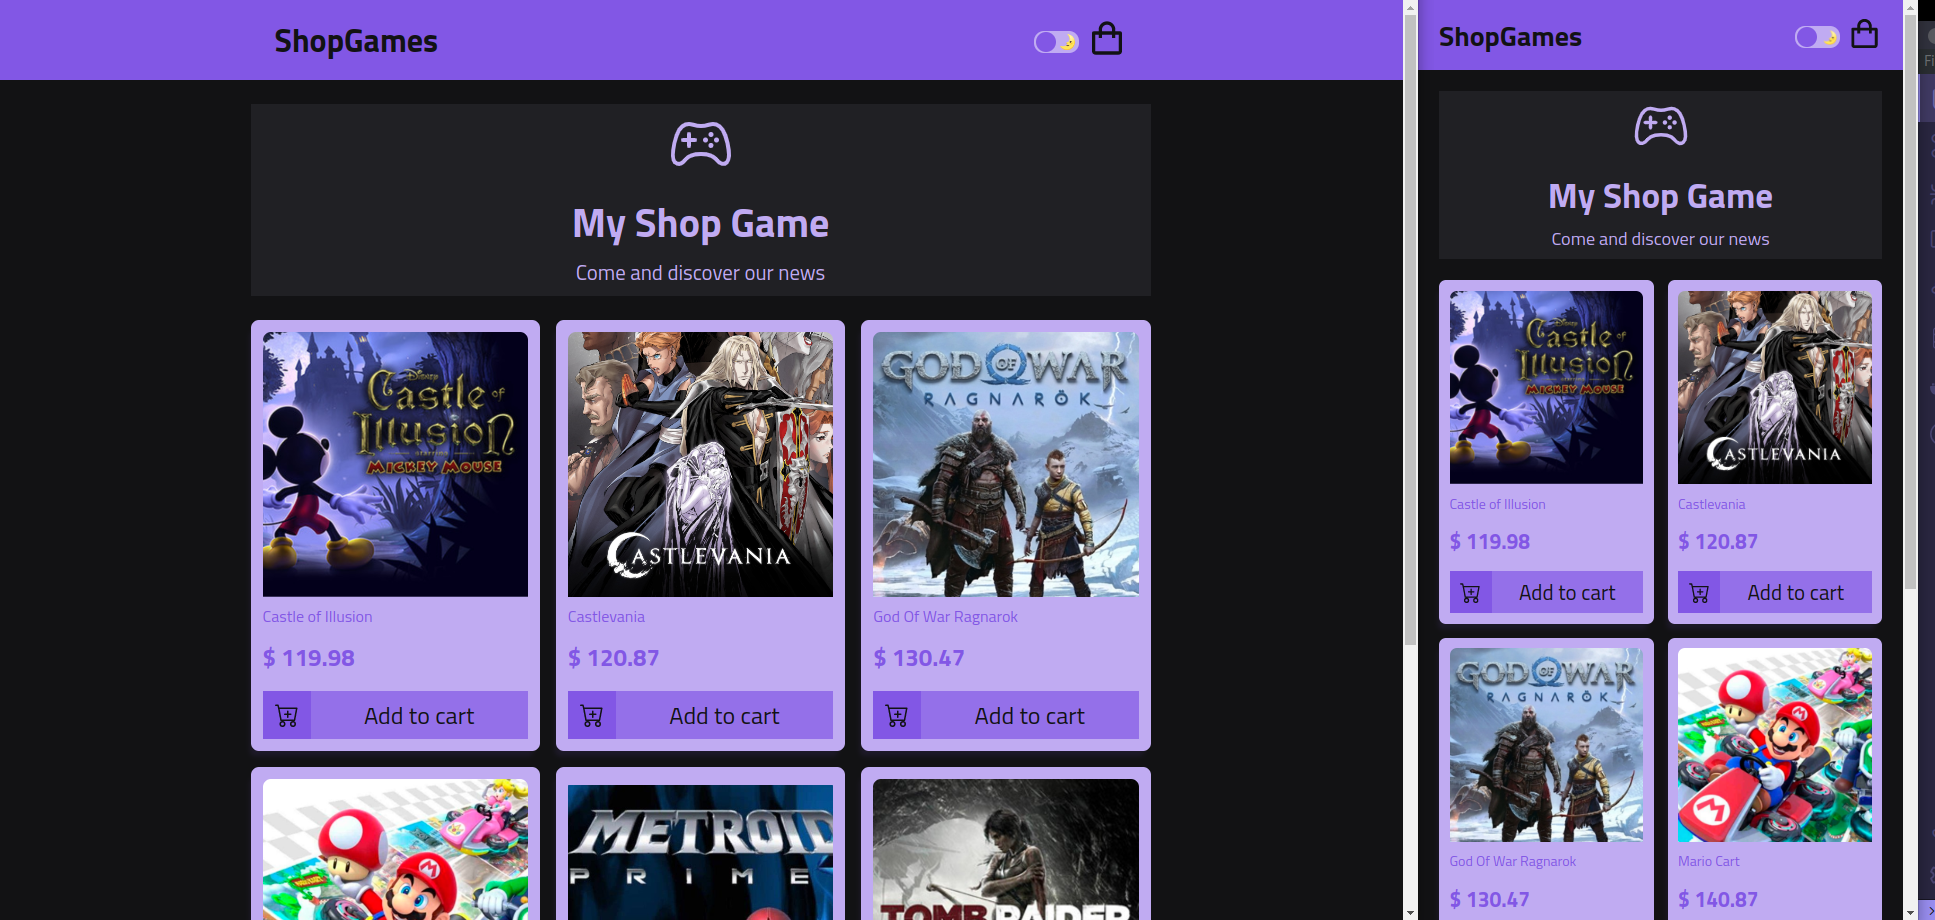 ShopGames
My Shop Game
Come and discover our news
Disney
Castle of
Illusion
STARRING
MICKEY MOUSE
Castle of Illusion
$ 119.98
Add to cart
CASTLEVANIA
Castlevania
$ 120.87
Add to cart
GOD OF WAR
RAGNARÖK
God Of War Ragnarok
$ 130.47
Add to cart
METROID
PRIME
TOMB RAIDER
ShopGames
My Shop Game
Come and discover our news
Disney
Castle of
Illusion
MICKEY MOUSE
Castle of Illusion
$ 119.98
Add to cart
CASTLEVANIA
Castlevania
$ 120.87
Add to cart
GOD OF WAR
RAGNARÖK
God Of War Ragnarok
$ 130.47
Mario Cart
$ 140.87
Fi